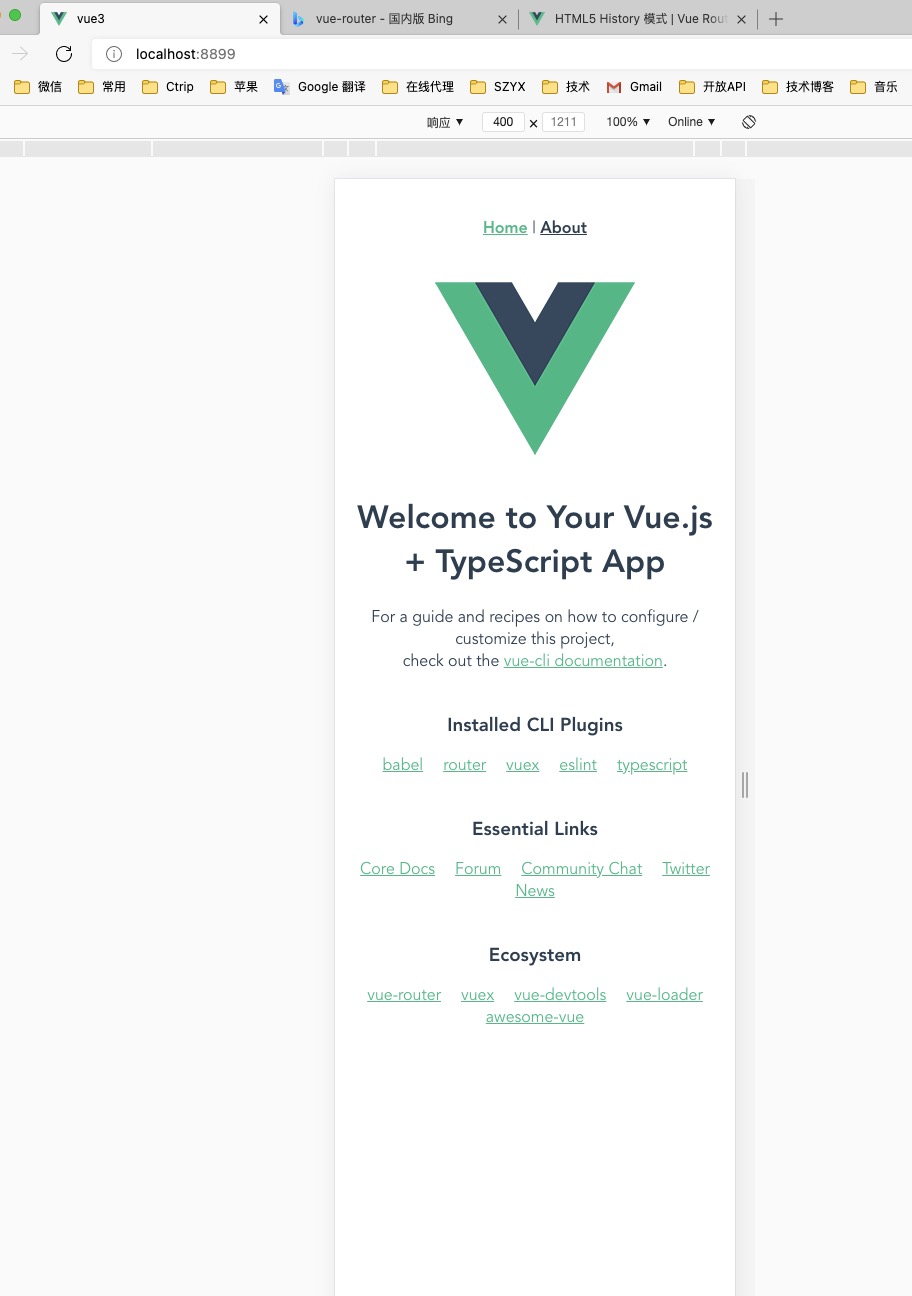 vue3
vue-router - 国内版 Bing
HTML5 History 模式 | Vue Rout
localhost:8899
微信 常用 Ctrip 苹果 Google 翻译 在线代理 SZYX 技术 Gmail 开放API 技术博客 音乐
响应 ▼ 400 × 1211 100% ▼ Online ▼
Home | About
Welcome to Your Vue.js
+ TypeScript App
For a guide and recipes on how to configure /
customize this project,
check out the vue-cli documentation.
Installed CLI Plugins
babel router vuex eslint typescript
Essential Links
Core Docs Forum Community Chat Twitter
News
Ecosystem
vue-router vuex vue-devtools vue-loader
awesome-vue